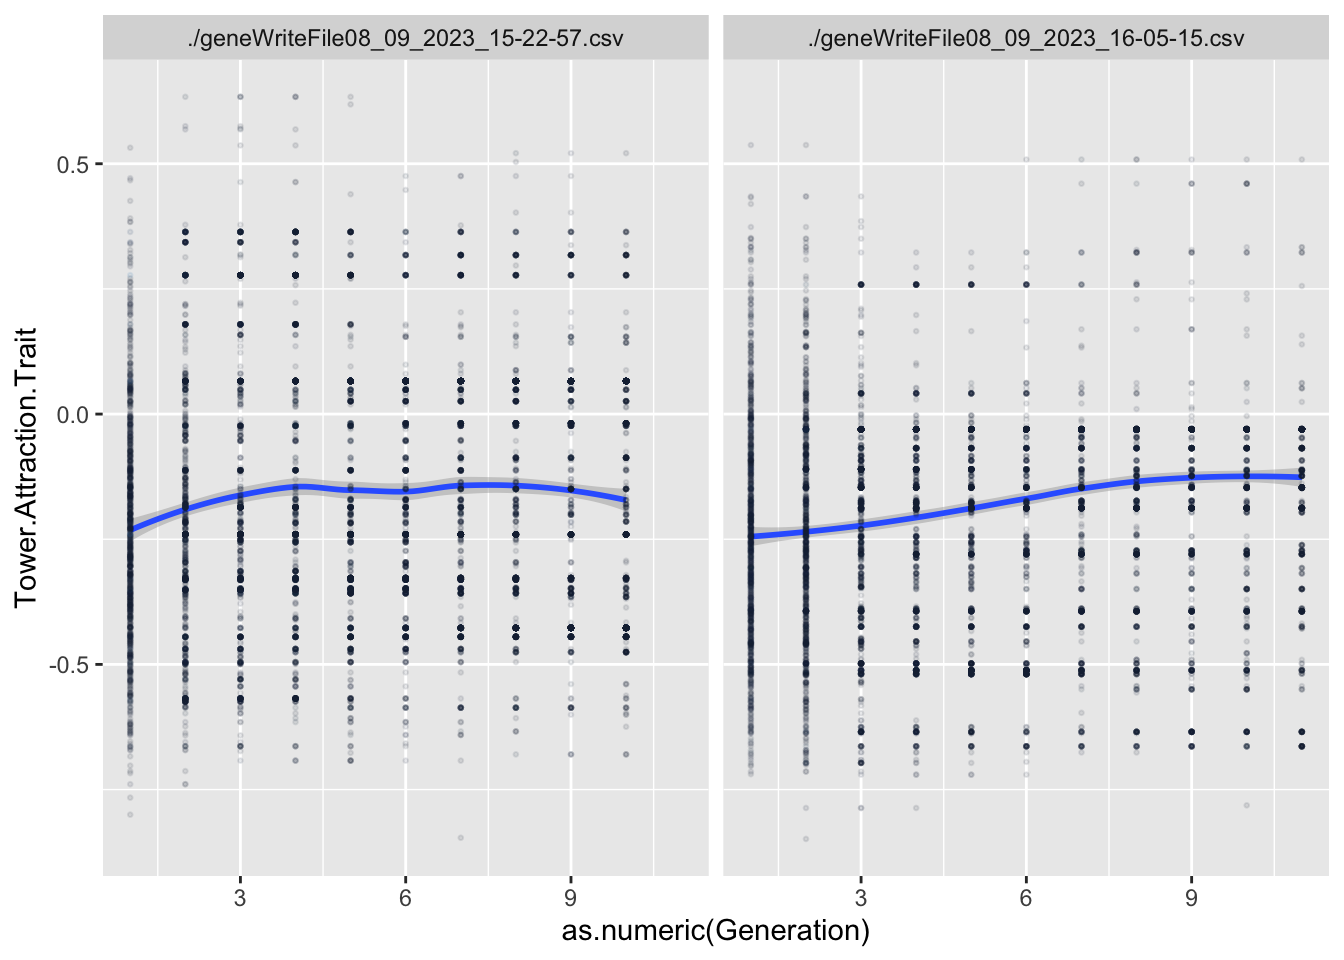 ./geneWriteFile08_09_2023_15-22-57.csv
./geneWriteFile08_09_2023_16-05-15.csv
Tower.Attraction.Trait
0.5
0.0
-0.5
3
6
9
3
6
9
as.numeric(Generation)